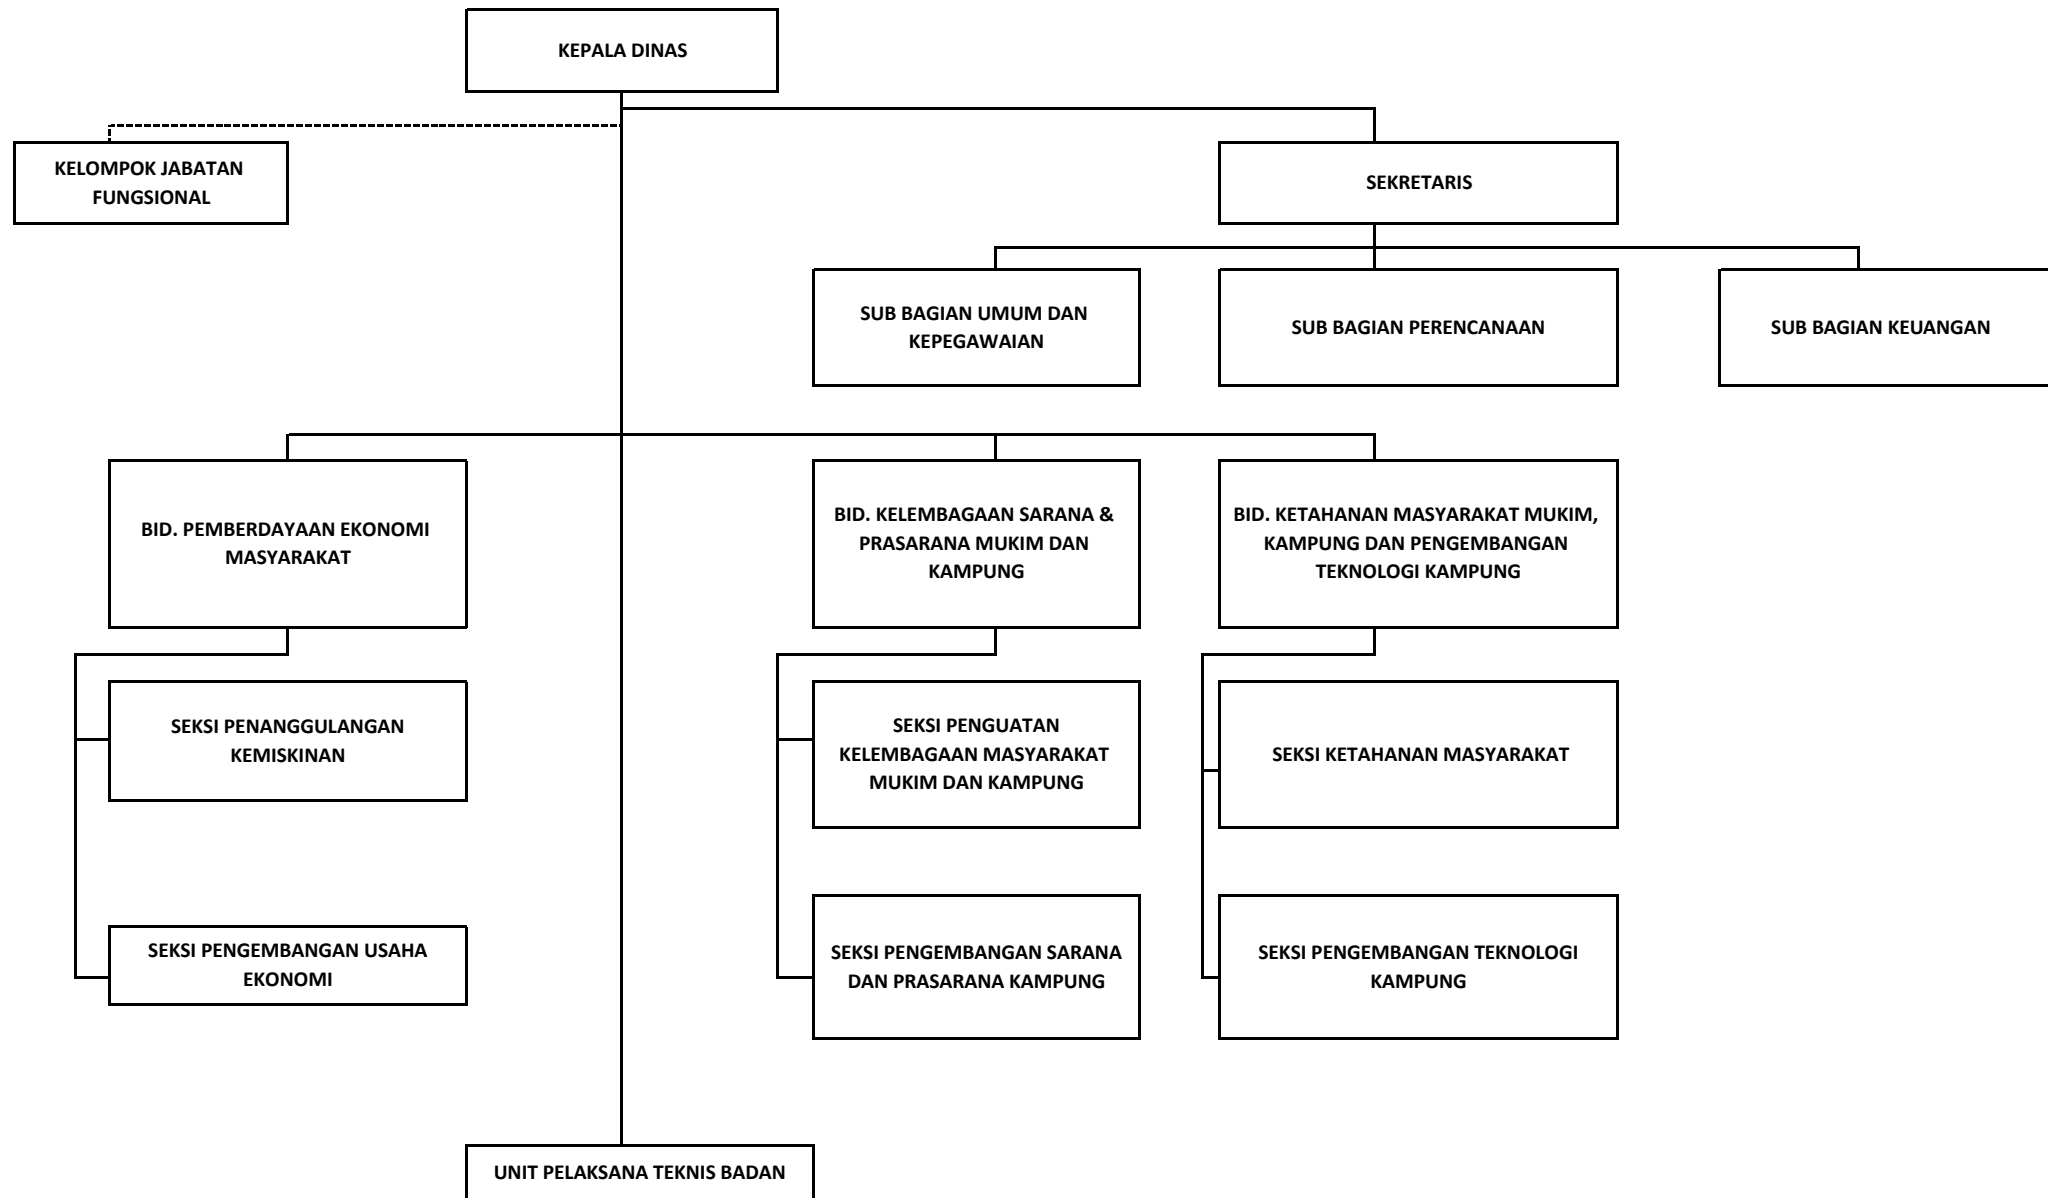 KEPALA DINAS
KELOMPOK JABATAN
FUNGSIONAL
SEKRETARIS
SUB BAGIAN UMUM DAN
KEPEGAWAIAN
SUB BAGIAN PERENCANAAN
SUB BAGIAN KEUANGAN
BID. PEMBERDAYAAN EKONOMI
MASYARAKAT
BID. KELEMBAGAAN SARANA &
PRASARANA MUKIM DAN
KAMPUNG
BID. KETAHANAN MASYARAKAT MUKIM,
KAMPUNG DAN PENGEMBANGAN
TEKNOLOGI KAMPUNG
SEKSI PENANGGULANGAN
KEMISKINAN
SEKSI PENGUATAN
KELEMBAGAAN MASYARAKAT
MUKIM DAN KAMPUNG
SEKSI KETAHANAN MASYARAKAT
SEKSI PENGEMBANGAN USAHA
EKONOMI
SEKSI PENGEMBANGAN SARANA
DAN PRASARANA KAMPUNG
SEKSI PENGEMBANGAN TEKNOLOGI
KAMPUNG
UNIT PELAKSANA TEKNIS BADAN